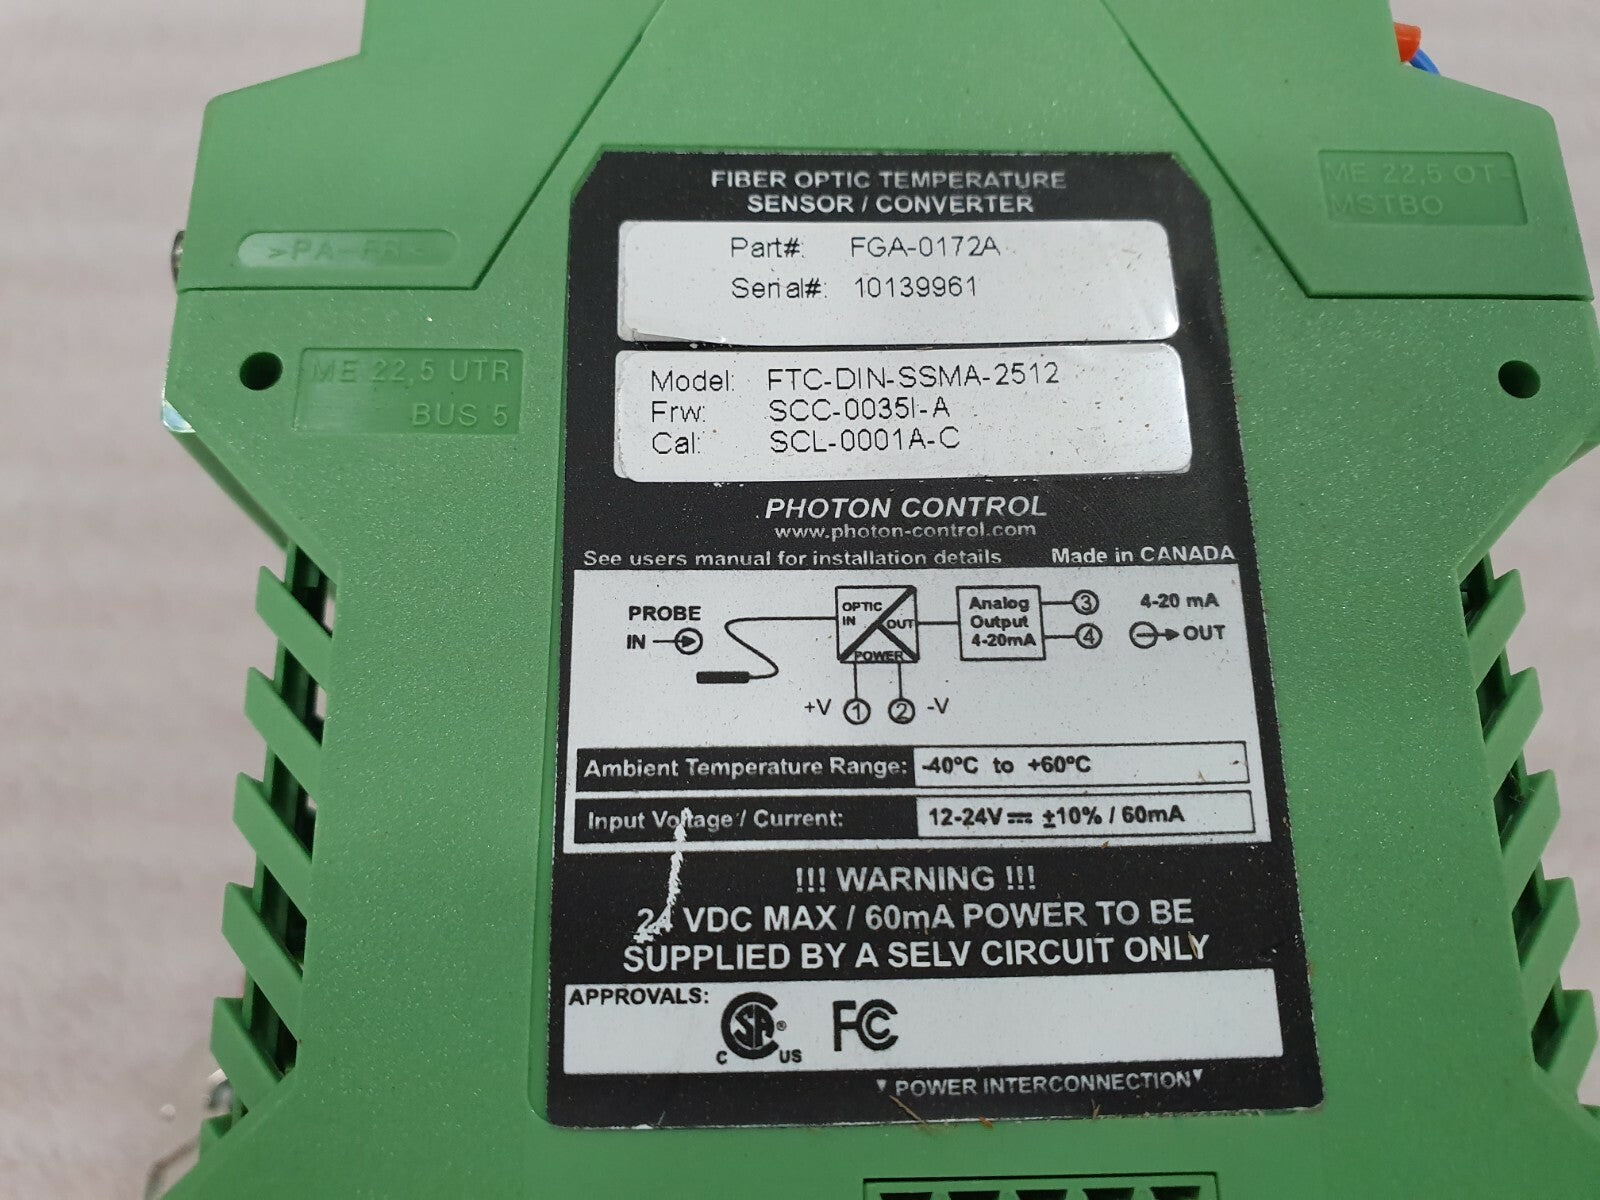 FIBER OPTIC TEMPERATURE
SENSOR / CONVERTER
ME 22,5 OT-
MSTBO
>PA-FR<
Part#: FGA-0172A
Serial#: 10139961
ME 22,5 UTR
BUS 5
Model: FTC-DIN-SSMA-2512
Frw: SCC-0035I-A
Cal: SCL-0001A-C
PHOTON CONTROL
www.photon-control.com
See users manual for installation details Made in CANADA
PROBE
IN
OPTIC
IN
OUT
POWER
Analog
Output
4-20mA
3
4
4-20 mA
OUT
+V 1 2 -V
Ambient Temperature Range: -40°C to +60°C
Input Voltage / Current: 12-24V⎓ ±10% / 60mA
!!! WARNING !!!
24 VDC MAX / 60mA POWER TO BE
SUPPLIED BY A SELV CIRCUIT ONLY
APPROVALS:
C SA® US FC
▼POWER INTERCONNECTION▼